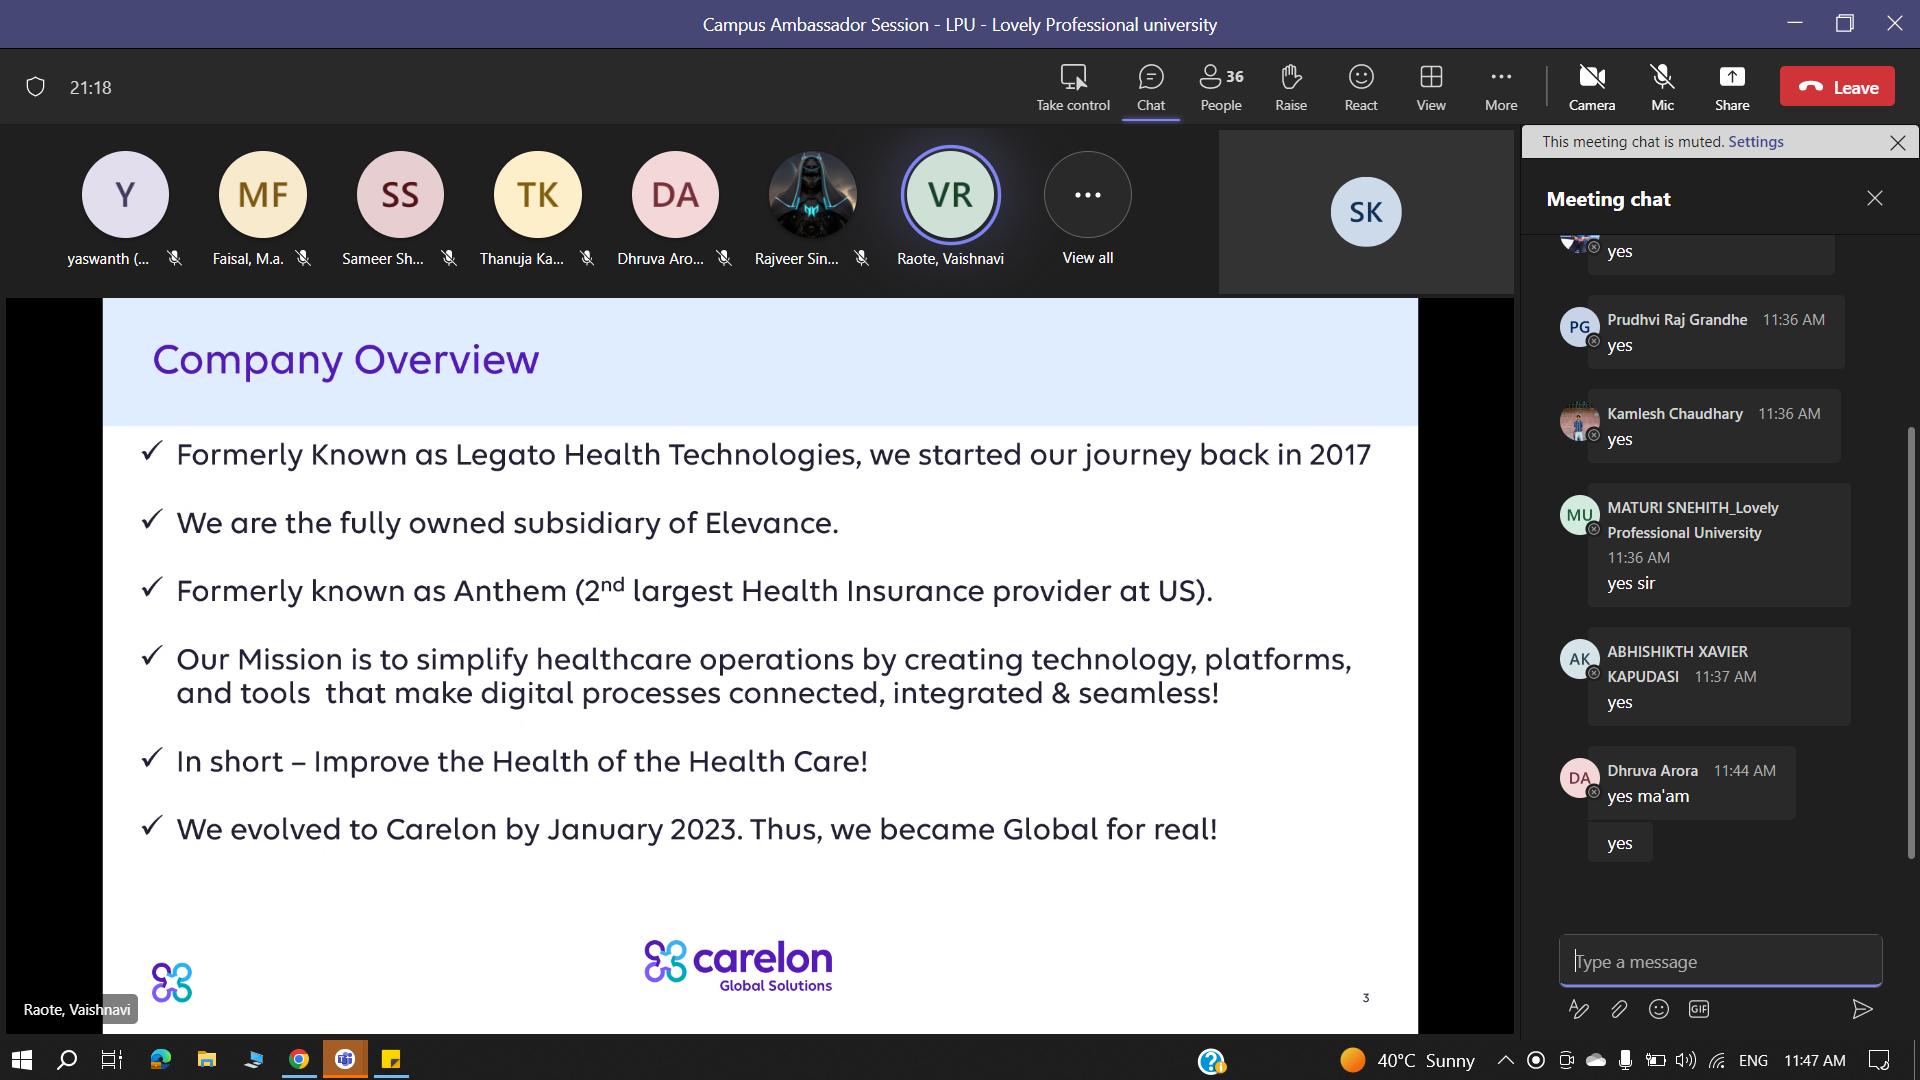 Campus Ambassador Session - LPU - Lovely Professional university
21:18
Take control
Chat
36
People
Raise
React
View
More
Camera
Mic
Share
Leave
Y
MF
SS
TK
DA
VR
SK
yaswanth (...
Faisal, M.a.
Sameer Sh...
Thanuja Ka...
Dhruva Aro...
Rajveer Sin...
Raote, Vaishnavi
View all
Company Overview
✓ Formerly Known as Legato Health Technologies, we started our journey back in 2017
✓ We are the fully owned subsidiary of Elevance.
✓ Formerly known as Anthem (2nd largest Health Insurance provider at US).
✓ Our Mission is to simplify healthcare operations by creating technology, platforms,
and tools that make digital processes connected, integrated & seamless!
✓ In short – Improve the Health of the Health Care!
✓ We evolved to Carelon by January 2023. Thus, we became Global for real!
carelon
Global Solutions
3
Raote, Vaishnavi
This meeting chat is muted. Settings
Meeting chat
yes
PG
Prudhvi Raj Grandhe 11:36 AM
yes
Kamlesh Chaudhary 11:36 AM
yes
MU
MATURI SNEHITH_Lovely
Professional University
11:36 AM
yes sir
AK
ABHISHIKTH XAVIER
KAPUDASI 11:37 AM
yes
DA
Dhruva Arora 11:44 AM
yes ma'am
yes
Type a message
GIF
40°C Sunny
ENG
11:47 AM